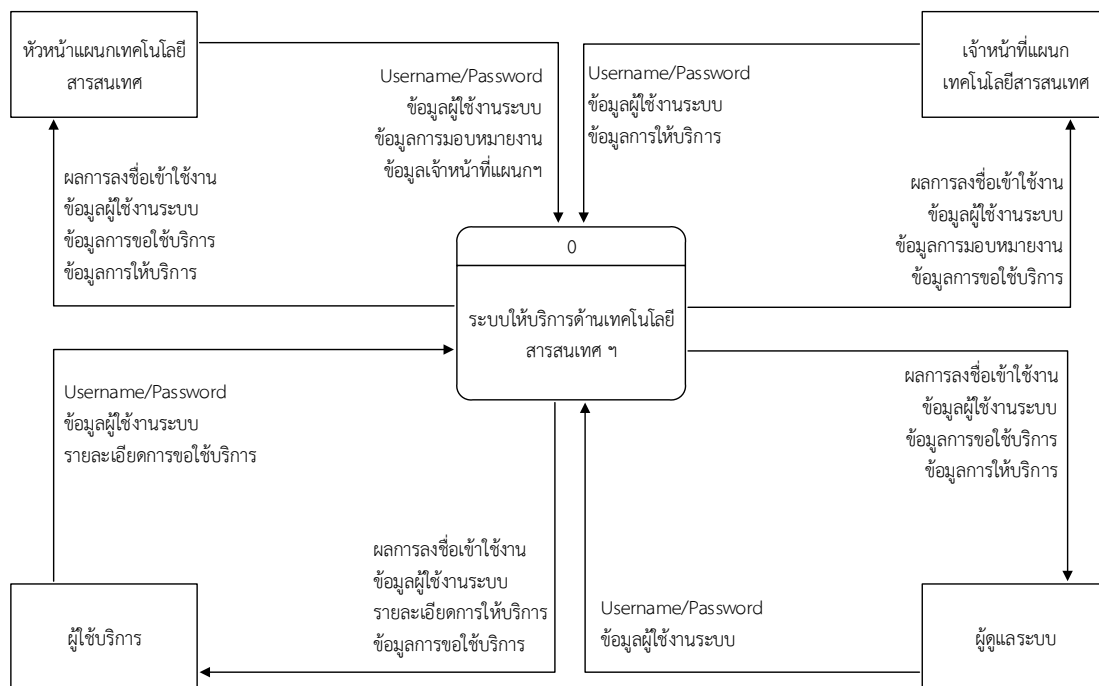 หัวหน้าแผนกเทคโนโลยี
สารสนเทศ
เจ้าหน้าที่แผนก
เทคโนโลยีสารสนเทศ
Username/Password
ข้อมูลผู้ใช้งานระบบ
ข้อมูลการมอบหมายงาน
ข้อมูลเจ้าหน้าที่แผนกฯ
Username/Password
ข้อมูลผู้ใช้งานระบบ
ข้อมูลการให้บริการ
ผลการลงชื่อเข้าใช้งาน
ข้อมูลผู้ใช้งานระบบ
ข้อมูลการขอใช้บริการ
ข้อมูลการให้บริการ
ผลการลงชื่อเข้าใช้งาน
ข้อมูลผู้ใช้งานระบบ
ข้อมูลการมอบหมายงาน
ข้อมูลการขอใช้บริการ
0
ระบบให้บริการด้านเทคโนโลยี
สารสนเทศ ฯ
Username/Password
ข้อมูลผู้ใช้งานระบบ
รายละเอียดการขอใช้บริการ
ผลการลงชื่อเข้าใช้งาน
ข้อมูลผู้ใช้งานระบบ
ข้อมูลการขอใช้บริการ
ข้อมูลการให้บริการ
ผลการลงชื่อเข้าใช้งาน
ข้อมูลผู้ใช้งานระบบ
รายละเอียดการให้บริการ
ข้อมูลการขอใช้บริการ
Username/Password
ข้อมูลผู้ใช้งานระบบ
ผู้ใช้บริการ
ผู้ดูแลระบบ